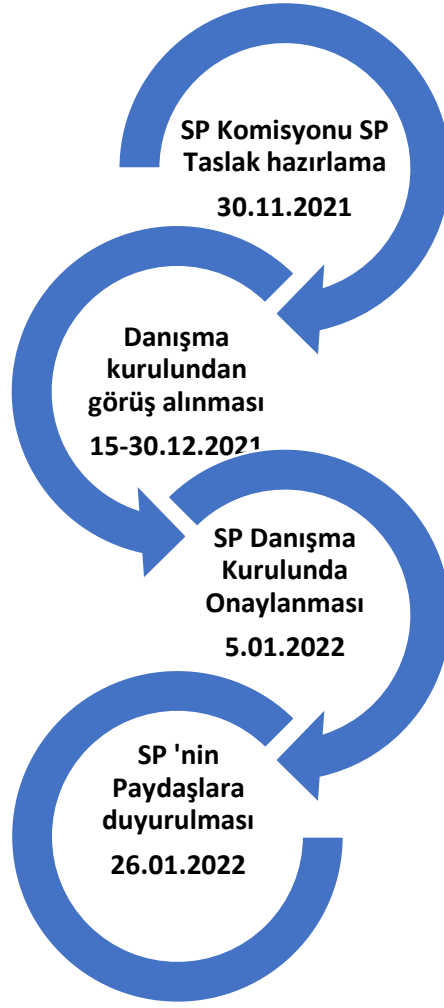 SP Komisyonu SP
Taslak hazırlama
30.11.2021
Danışma
kurulundan
görüş alınması
15-30.12.2021
SP Danışma
Kurulunda
Onaylanması
5.01.2022
SP 'nin
Paydaşlara
duyurulması
26.01.2022